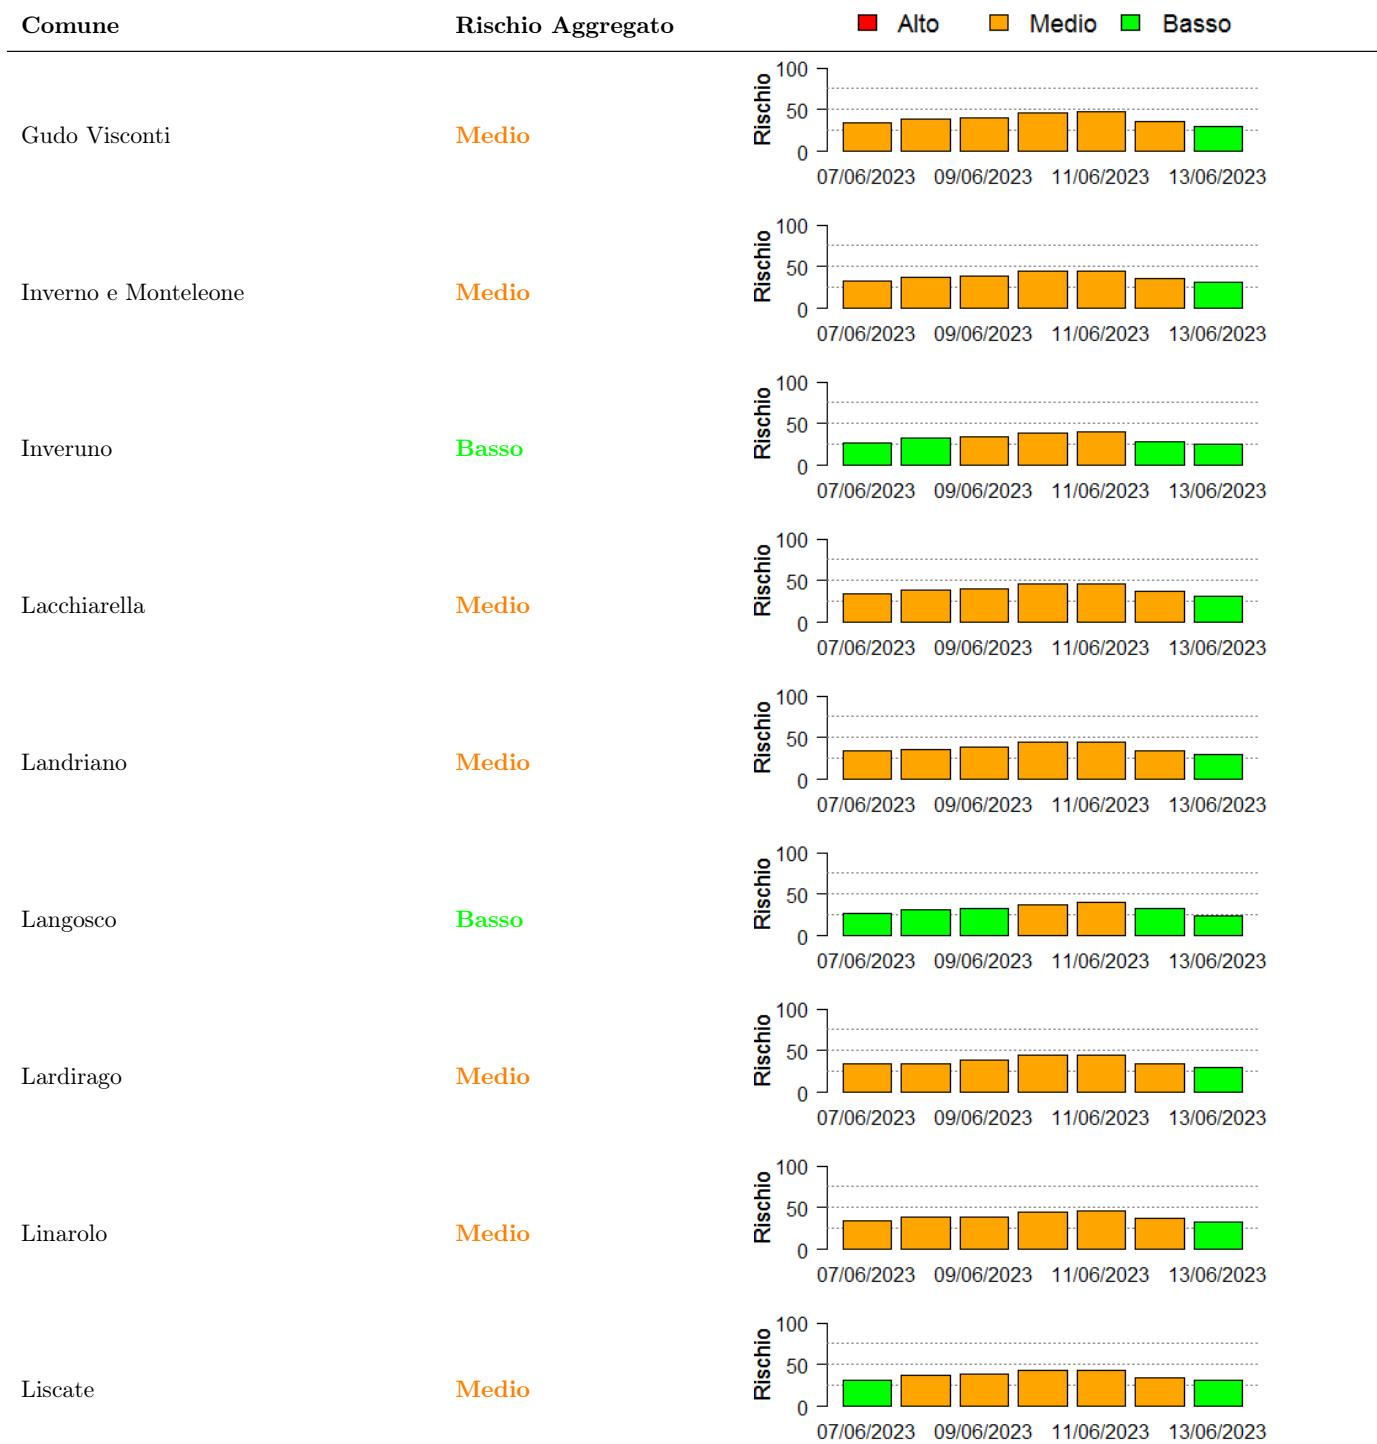 Comune Rischio Aggregato Alto Medio Basso
100
50
0
Rischio
Gudo Visconti Medio
07/06/2023 09/06/2023 11/06/2023 13/06/2023
100
50
0
Rischio
Inverno e Monteleone Medio
07/06/2023 09/06/2023 11/06/2023 13/06/2023
100
50
0
Rischio
Inveruno Basso
07/06/2023 09/06/2023 11/06/2023 13/06/2023
100
50
0
Rischio
Lacchiarella Medio
07/06/2023 09/06/2023 11/06/2023 13/06/2023
100
50
0
Rischio
Landriano Medio
07/06/2023 09/06/2023 11/06/2023 13/06/2023
100
50
0
Rischio
Langosco Basso
07/06/2023 09/06/2023 11/06/2023 13/06/2023
100
50
0
Rischio
Lardirago Medio
07/06/2023 09/06/2023 11/06/2023 13/06/2023
100
50
0
Rischio
Linarolo Medio
07/06/2023 09/06/2023 11/06/2023 13/06/2023
100
50
0
Rischio
Liscate Medio
07/06/2023 09/06/2023 11/06/2023 13/06/2023